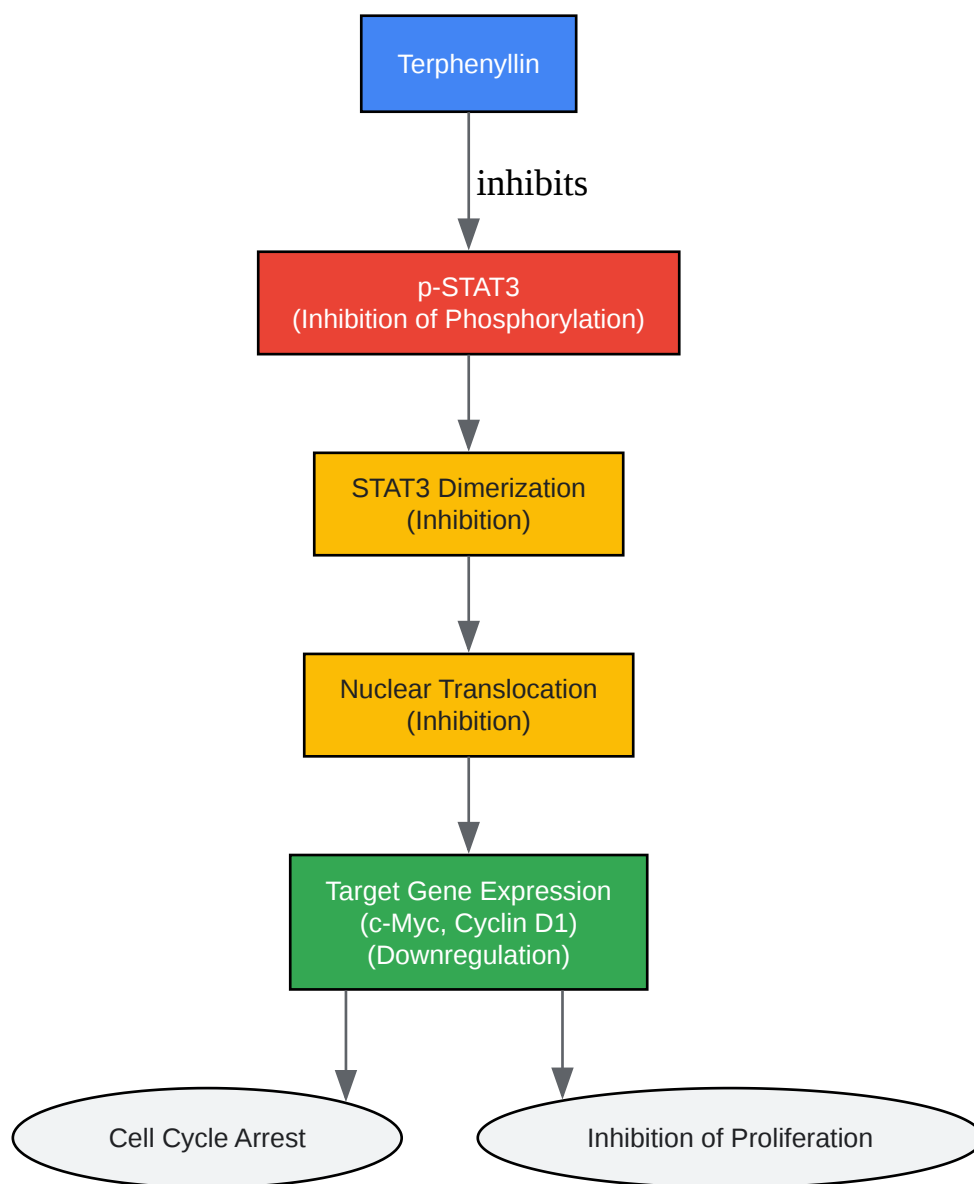 Terphenyllin
inhibits
p-STAT3
(Inhibition of Phosphorylation)
STAT3 Dimerization
(Inhibition)
Nuclear Translocation
(Inhibition)
Target Gene Expression
(c-Myc, Cyclin D1)
(Downregulation)
Cell Cycle Arrest
Inhibition of Proliferation